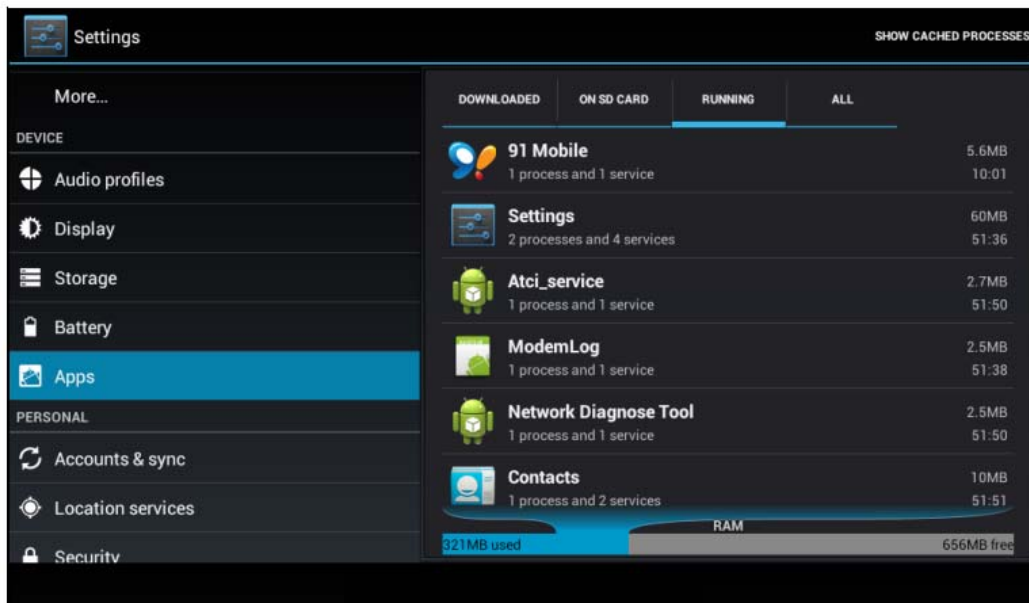 Settings
SHOW CACHED PROCESSES
More...
DEVICE
Audio profiles
Display
Storage
Battery
Apps
PERSONAL
Accounts & sync
Location services
Security
DOWNLOADED
ON SD CARD
RUNNING
ALL
91 Mobile
5.6MB
1 process and 1 service
10:01
Settings
60MB
2 processes and 4 services
51:36
Atci_service
2.7MB
1 process and 1 service
51:50
ModemLog
2.5MB
1 process and 1 service
51:38
Network Diagnose Tool
2.5MB
1 process and 1 service
51:50
Contacts
10MB
1 process and 2 services
51:51
RAM
321MB used
656MB free